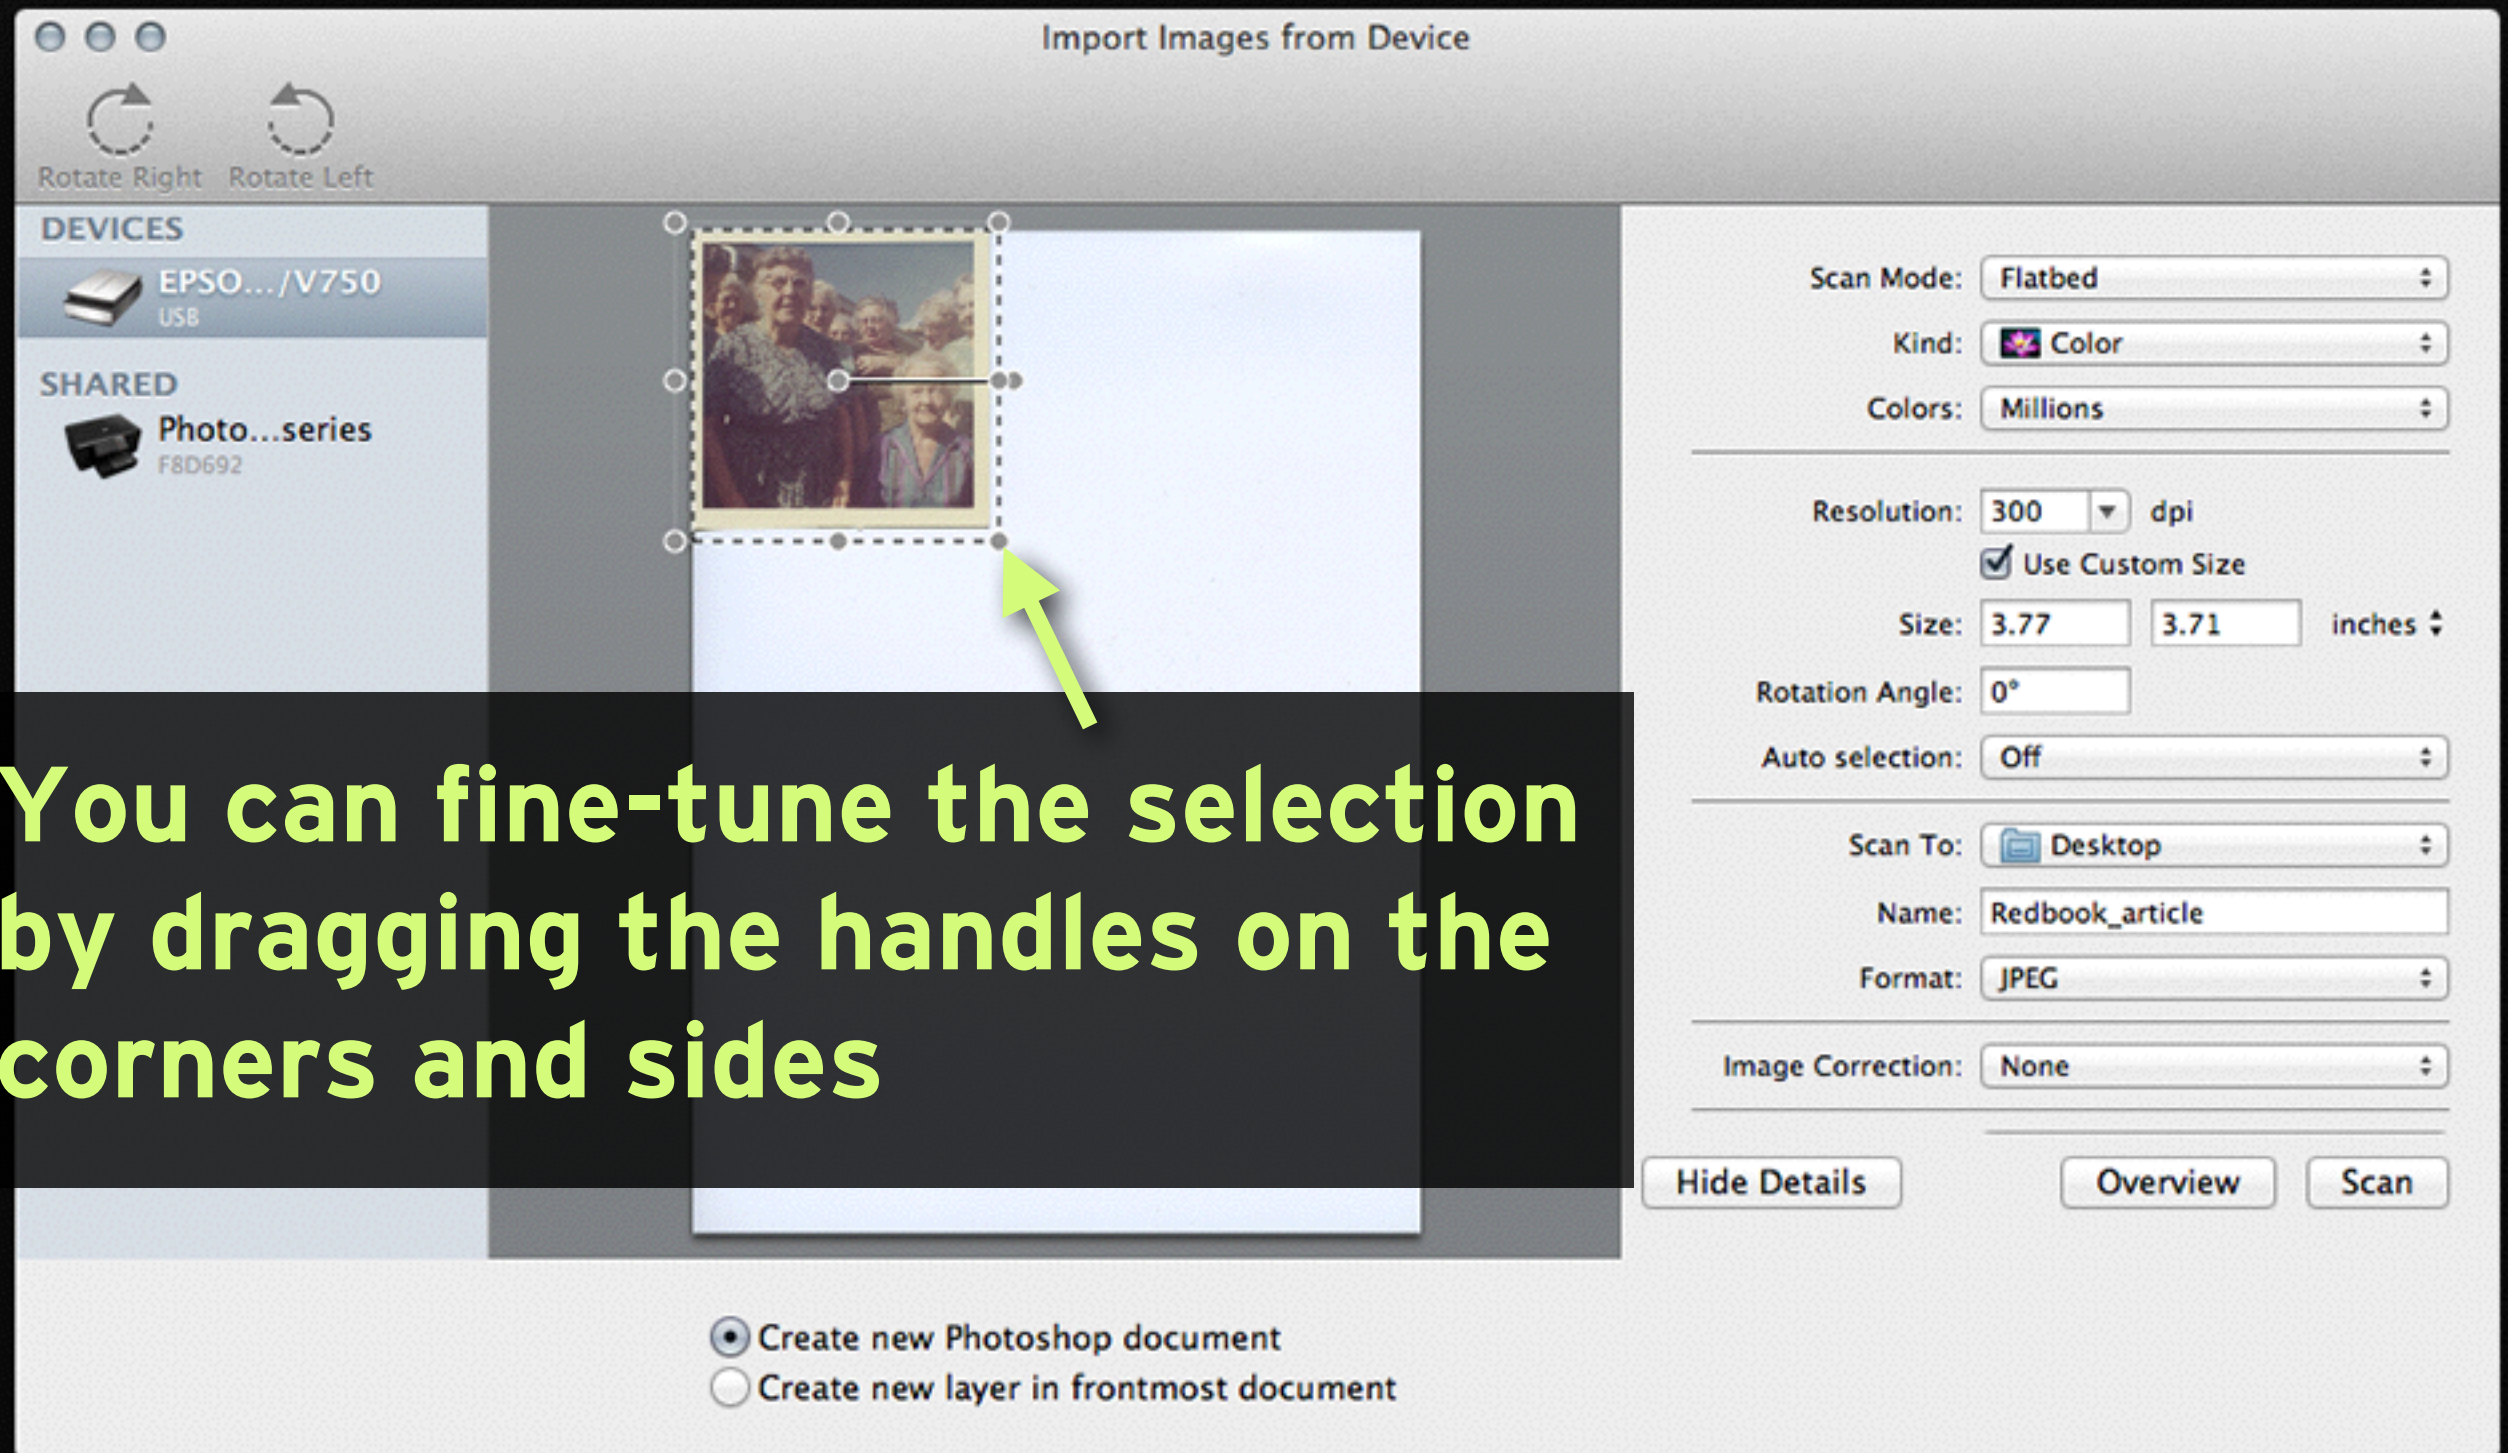 Import Images from Device
Rotate Right Rotate Left
DEVICES
EPSO.../V750
USB
SHARED
Photo...series
F8D692
Scan Mode: Flatbed
Kind: Color
Colors: Millions
Resolution: 300 dpi
Use Custom Size
Size: 3.77 3.71 inches
Rotation Angle: 0°
Auto selection: Off
Scan To: Desktop
Name: Redbook_article
Format: JPEG
Image Correction: None
Hide Details Overview Scan
You can fine-tune the selection
by dragging the handles on the
corners and sides
Create new Photoshop document
Create new layer in frontmost document